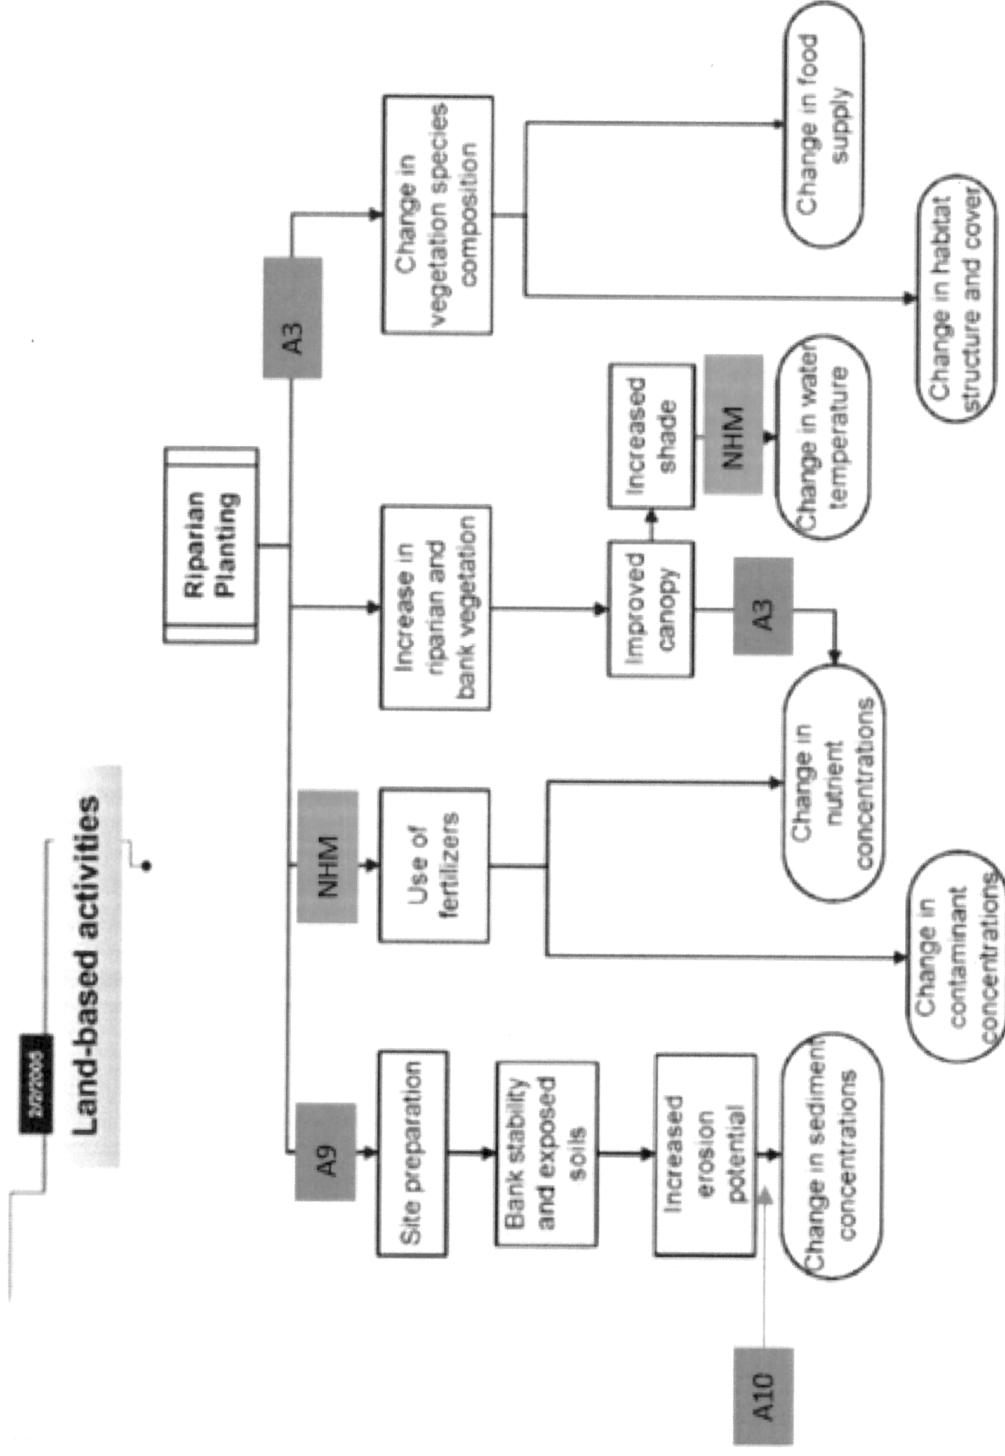 2/2/2006
Land-based activities
Riparian
Planting
A9
NHM
A3
Site preparation
Use of
fertilizers
Increase in
riparian and
bank vegetation
Change in
vegetation species
composition
Bank stability
and exposed
soils
Increased
erosion
potential
Improved
canopy
Increased
shade
A10
A3
NHM
Change in sediment
concentrations
Change in
contaminant
concentrations
Change in
nutrient
concentrations
Change in water
temperature
Change in habitat
structure and cover
Change in food
supply